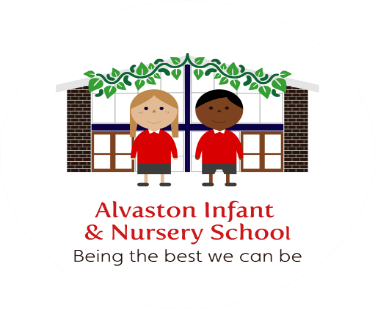 Alvaston Infant
& Nursery School
Being the best we can be